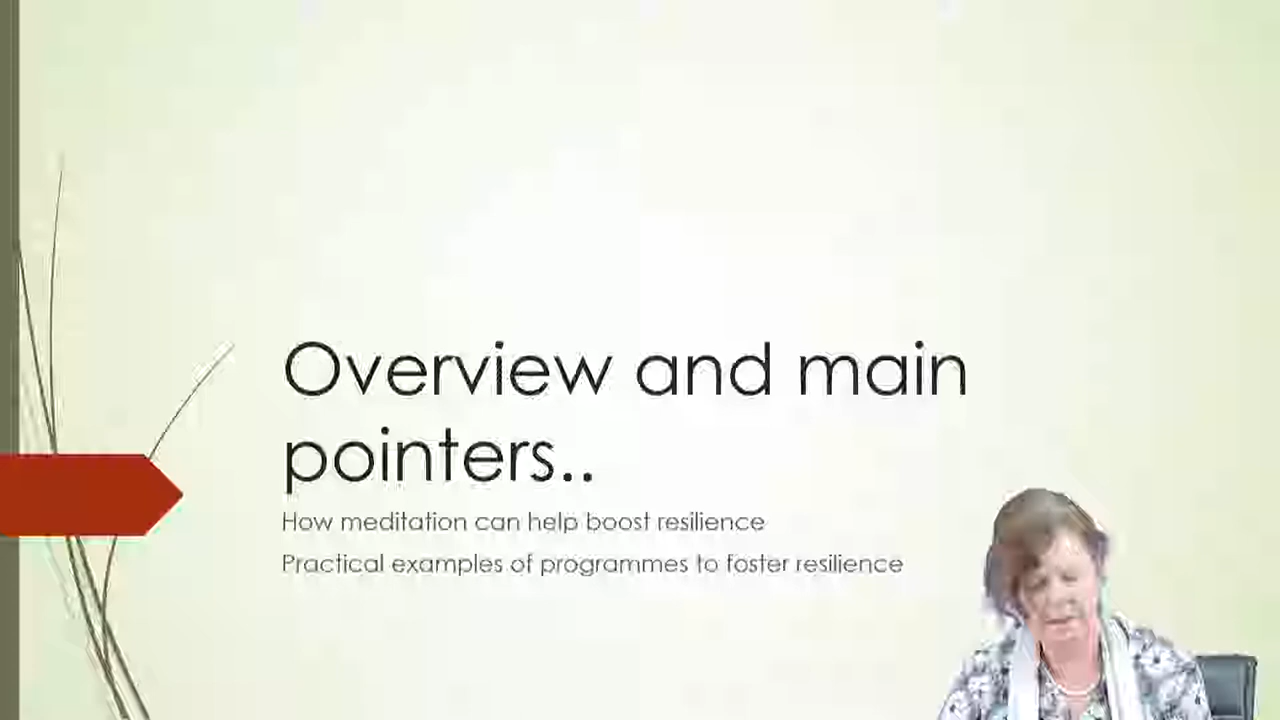 Overview and main
pointers..
How meditation can help boost resilience
Practical examples of programmes to foster resilience